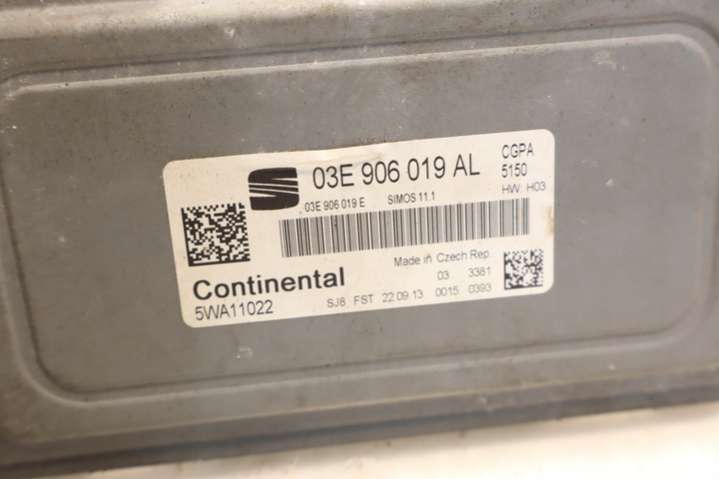 03E 906 019 AL
CGPA
5150
HW: H03
03E 906 019 E SIMOS 11.1
Made in Czech Rep.
03 3381
Continental
5WA11022
SJ8 FST 22.09.13 0015 0393